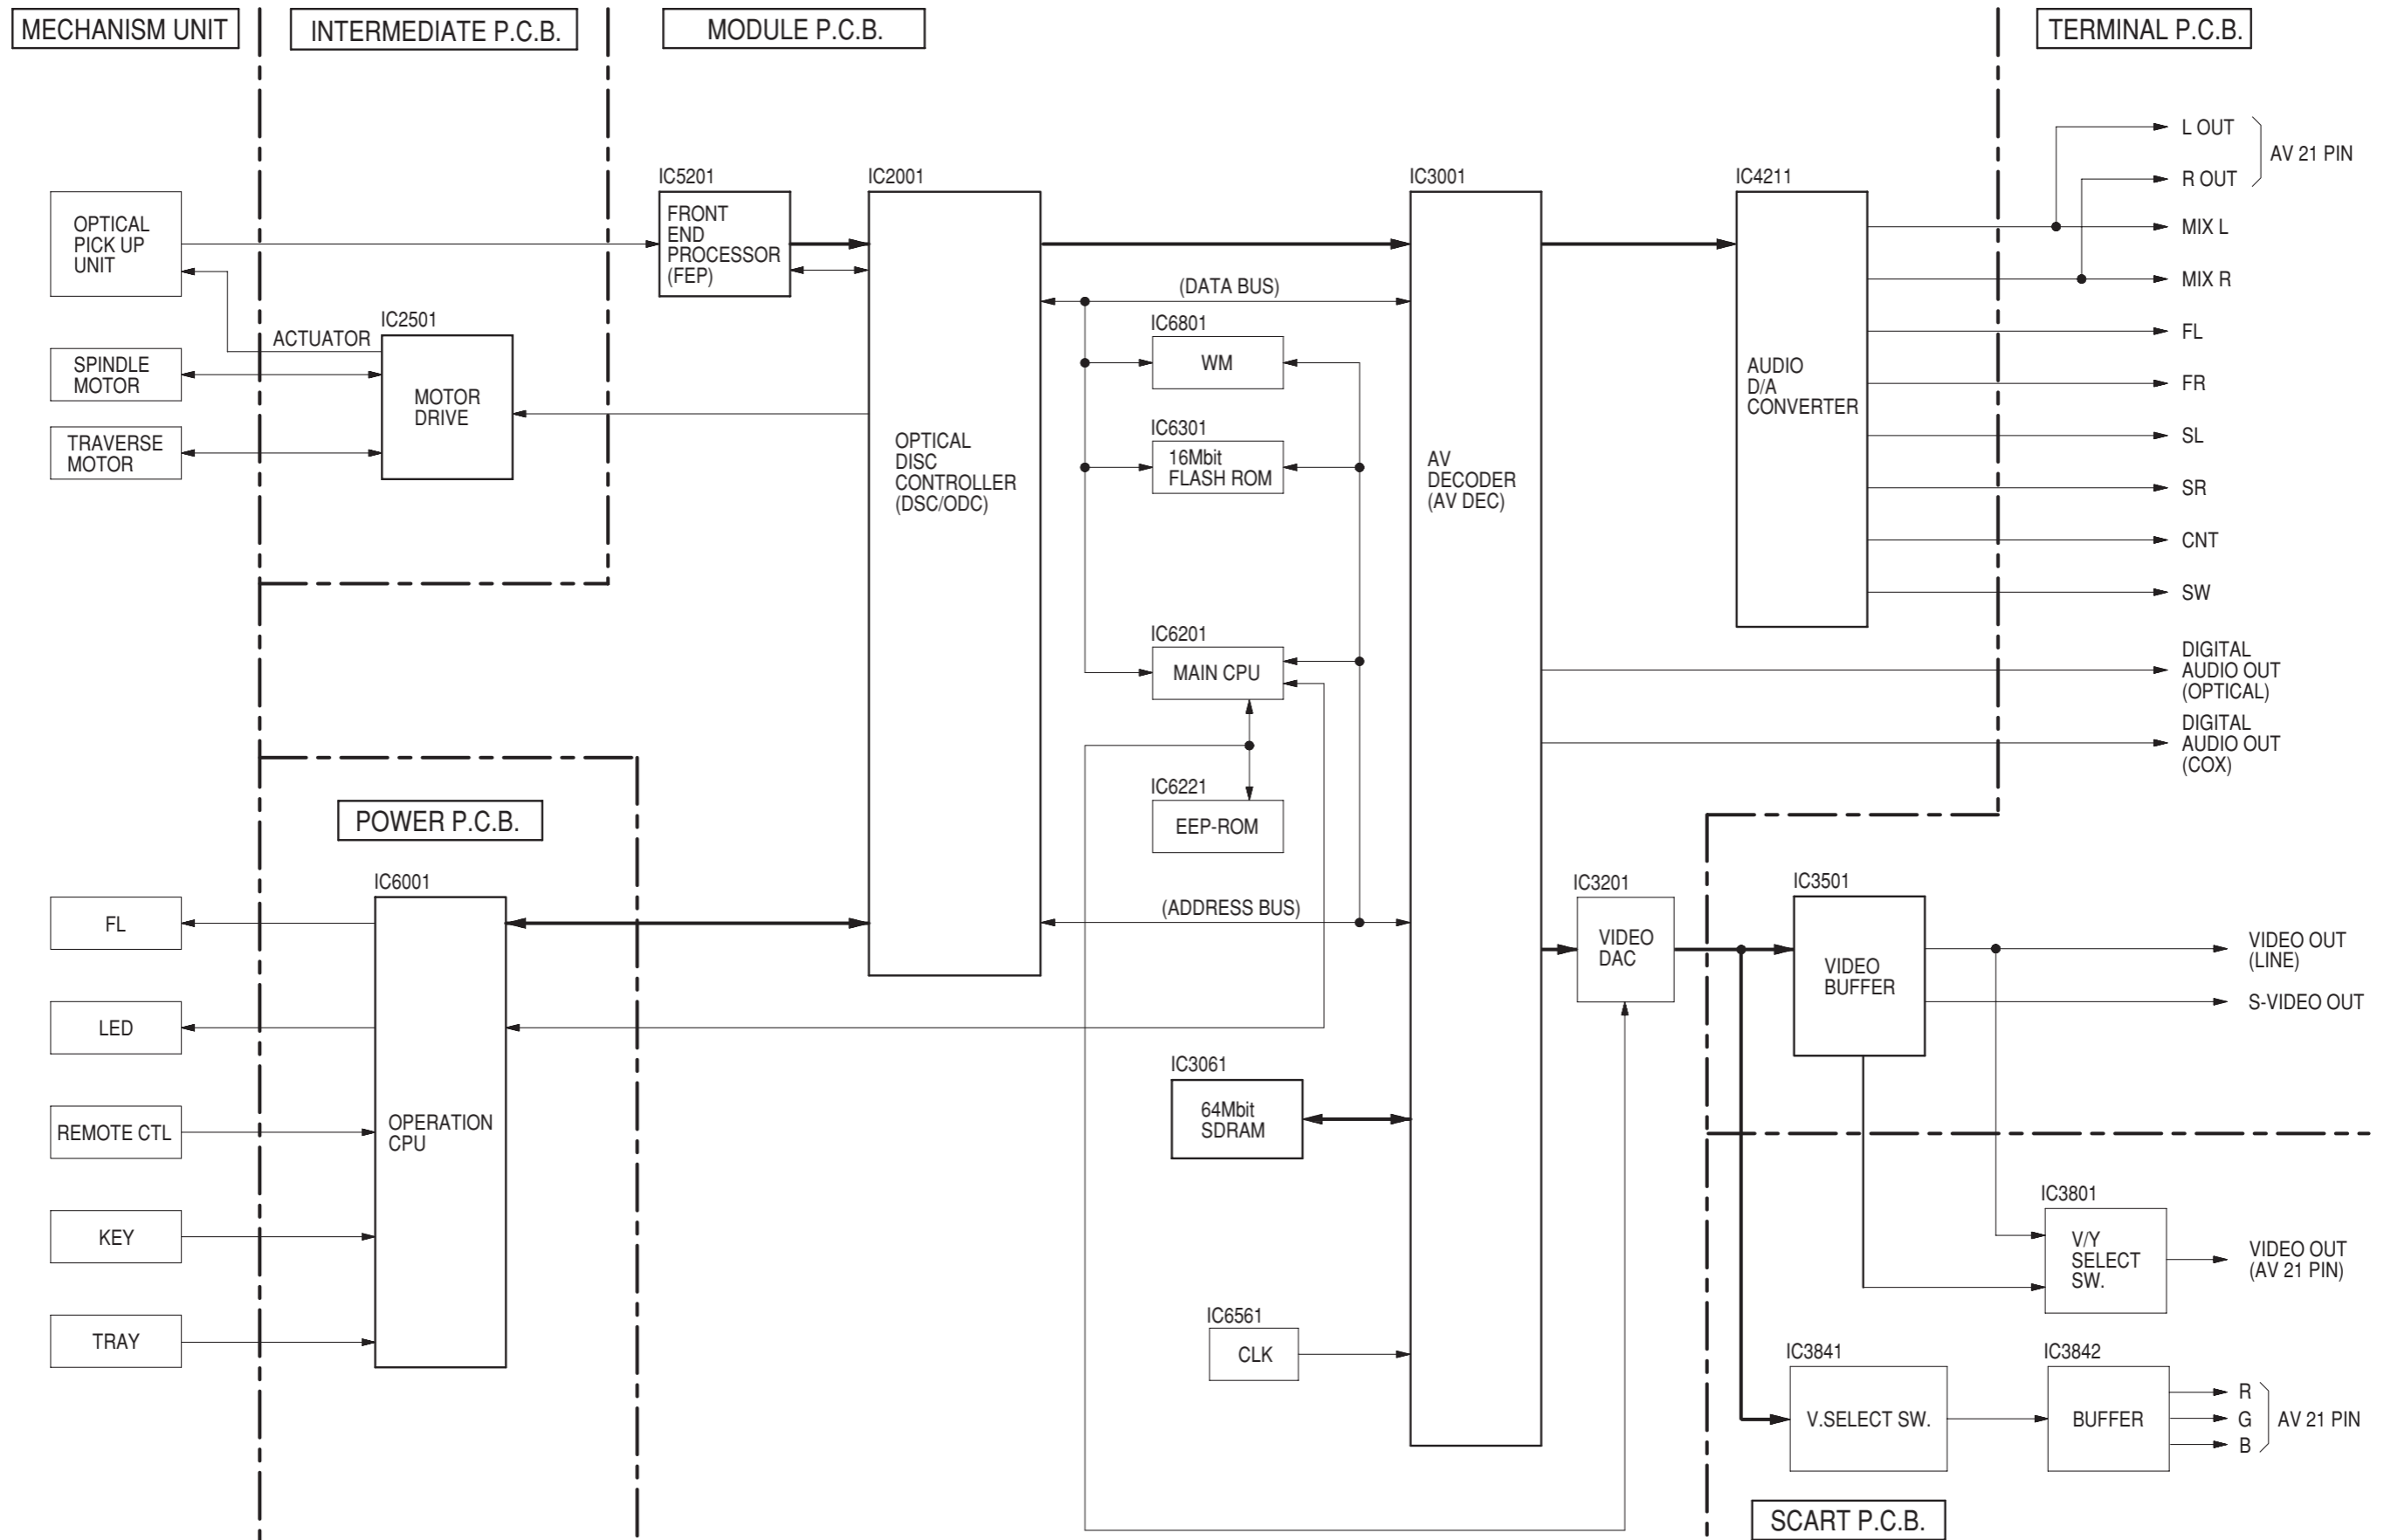 MECHANISM UNIT
INTERMEDIATE P.C.B.
MODULE P.C.B.
TERMINAL P.C.B.
OPTICAL
PICK UP
UNIT
ACTUATOR
SPINDLE
MOTOR
TRAVERSE
MOTOR
IC2501
MOTOR
DRIVE
IC5201
FRONT
END
PROCESSOR
(FEP)
IC2001
OPTICAL
DISC
CONTROLLER
(DSC/ODC)
(DATA BUS)
IC6801
WM
IC6301
16Mbit
FLASH ROM
IC6201
MAIN CPU
IC6221
EEP-ROM
(ADDRESS BUS)
IC3001
AV
DECODER
(AV DEC)
IC4211
AUDIO
D/A
CONVERTER
L OUT
R OUT
AV 21 PIN
MIX L
MIX R
FL
FR
SL
SR
CNT
SW
DIGITAL
AUDIO OUT
(OPTICAL)
DIGITAL
AUDIO OUT
(COX)
POWER P.C.B.
IC6001
OPERATION
CPU
FL
LED
REMOTE CTL
KEY
TRAY
IC3061
64Mbit
SDRAM
IC6561
CLK
IC3201
VIDEO
DAC
IC3501
VIDEO
BUFFER
VIDEO OUT
(LINE)
S-VIDEO OUT
IC3801
V/Y
SELECT
SW.
VIDEO OUT
(AV 21 PIN)
IC3841
V.SELECT SW.
IC3842
BUFFER
R
G
B
AV 21 PIN
SCART P.C.B.